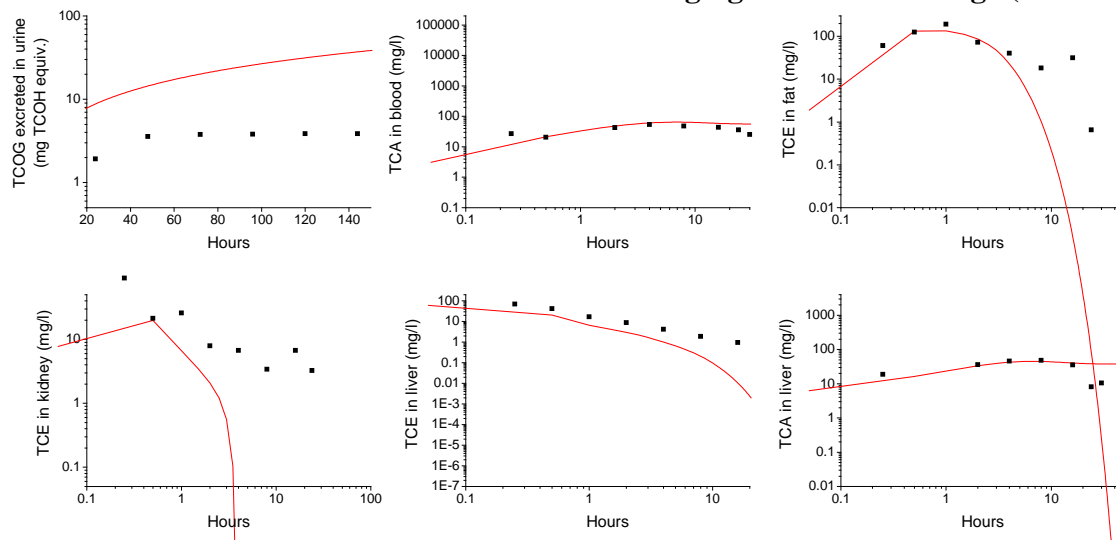 TCOG excreted in urine
(mg TCOH equiv.)
100
10
1
20 40 60 80 100 120 140
Hours
TCA in blood (mg/l)
100000
10000
1000
100
10
1
0.1
0.1 1 10
Hours
TCE in fat (mg/l)
100
10
1
0.1
0.01
0.1 1 10
Hours
TCE in kidney (mg/l)
10
1
0.1
0.1 1 10 100
Hours
TCE in liver (mg/l)
100
10
1
0.1
0.01
1E-3
1E-4
1E-5
1E-6
1E-7
0.1 1 10
Hours
TCA in liver (mg/l)
1000
100
10
1
0.1
0.01
0.1 1 10
Hours